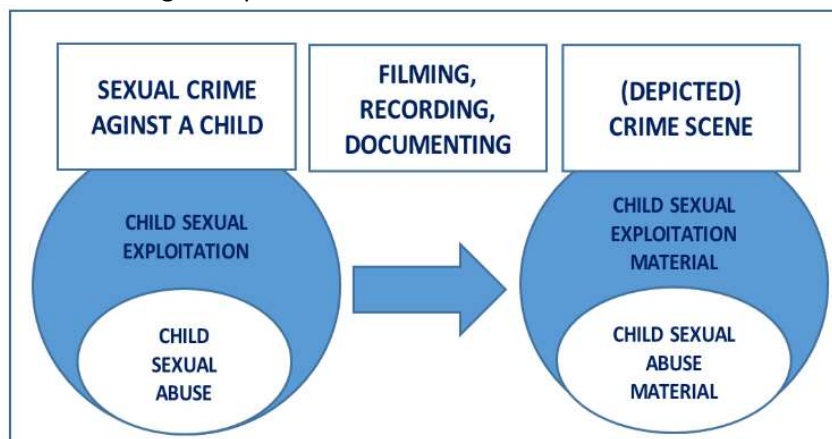 SEXUAL CRIME
AGINST A CHILD
FILMING,
RECORDING,
DOCUMENTING
(DEPICTED)
CRIME SCENE
CHILD SEXUAL
EXPLOITATION
CHILD
SEXUAL
ABUSE
CHILD SEXUAL
EXPLOITATION
MATERIAL
CHILD SEXUAL
ABUSE
MATERIAL